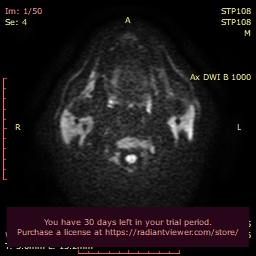 Im: 1/50
Se: 4
A
STP108
STP108
M
Ax DWI B 1000
R
L
You have 30 days left in your trial period.
Purchase a license at https://radiantviewer.com/store/